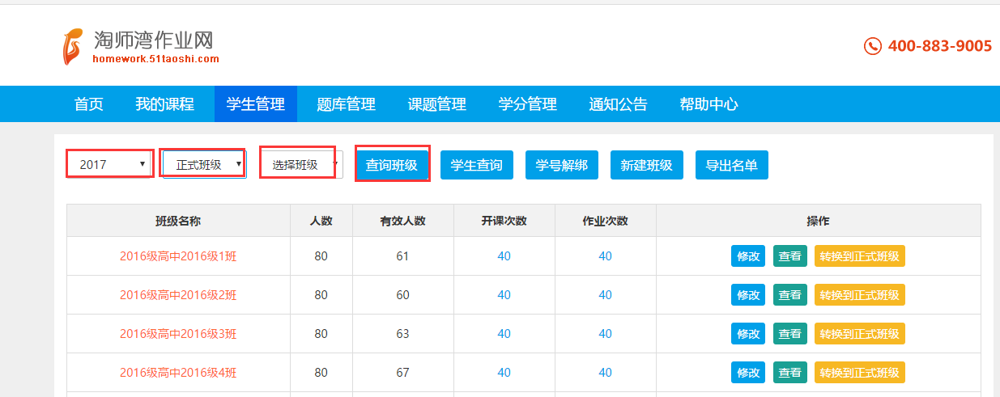 淘师湾作业网
homework.51taoshi.com
400-883-9005
首页 我的课程 学生管理 题库管理 课题管理 学分管理 通知公告 帮助中心
2017 正式班级 选择班级 查询班级 学生查询 学号解绑 新建班级 导出名单
班级名称 人数 有效人数 开课次数 作业次数 操作
2016级高中2016级1班 80 61 40 40 修改 查看 转换到正式班级
2016级高中2016级2班 80 60 40 40 修改 查看 转换到正式班级
2016级高中2016级3班 80 63 40 40 修改 查看 转换到正式班级
2016级高中2016级4班 80 67 40 40 修改 查看 转换到正式班级